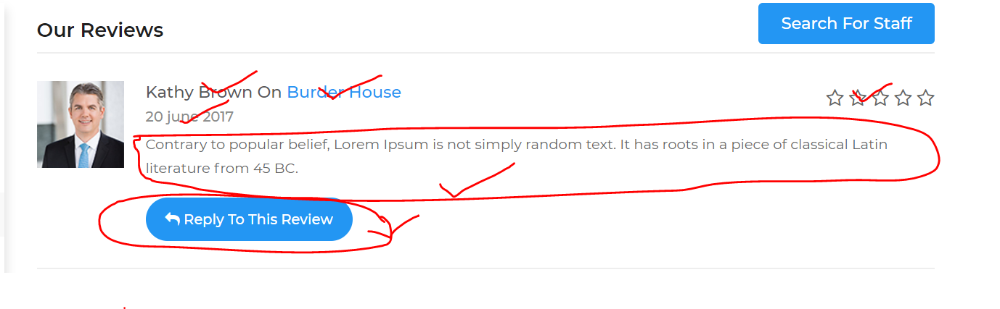 Our Reviews
Search For Staff
Kathy Brown On Burder House
20 june 2017
Contrary to popular belief, Lorem Ipsum is not simply random text. It has roots in a piece of classical Latin
literature from 45 BC.
Reply To This Review